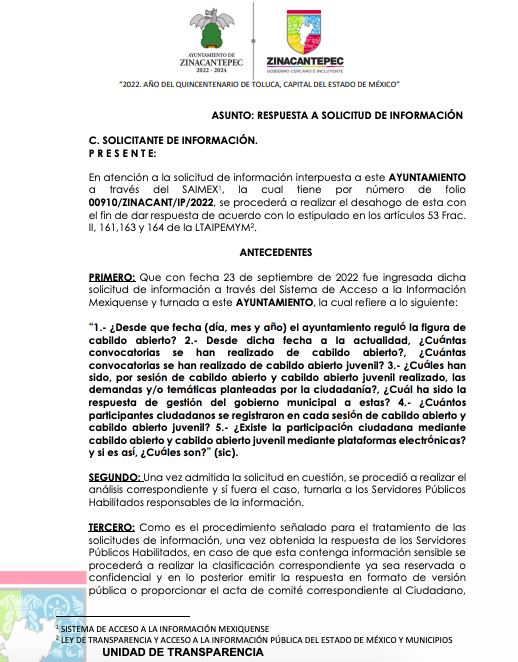 AYUNTAMIENTO DE
ZINACANTEPEC
2022 - 2024
ZINACANTEPEC
GOBIERNO CERCANO E INCLUYENTE
"2022. AÑO DEL QUINCENTENARIO DE TOLUCA, CAPITAL DEL ESTADO DE MÉXICO"
ASUNTO: RESPUESTA A SOLICITUD DE INFORMACIÓN
C. SOLICITANTE DE INFORMACIÓN.
P R E S E N T E:
En atención a la solicitud de información interpuesta a este AYUNTAMIENTO
a través del SAIMEX¹, la cual tiene por número de folio
00910/ZINACANT/IP/2022, se procederá a realizar el desahogo de esta con
el fin de dar respuesta de acuerdo con lo estipulado en los artículos 53 Frac.
II, 161,163 y 164 de la LTAIPEMYM².
ANTECEDENTES
PRIMERO: Que con fecha 23 de septiembre de 2022 fue ingresada dicha
solicitud de información a través del Sistema de Acceso a la Información
Mexiquense y turnada a este AYUNTAMIENTO, la cual refiere a lo siguiente:
"1.- ¿Desde que fecha (día, mes y año) el ayuntamiento reguló la figura de
cabildo abierto? 2.- Desde dicha fecha a la actualidad, ¿Cuántas
convocatorias se han realizado de cabildo abierto?, ¿Cuántas
convocatorias se han realizado de cabildo abierto juvenil? 3.- ¿Cuáles han
sido, por sesión de cabildo abierto y cabildo abierto juvenil realizado, las
demandas y/o temáticas planteadas por la ciudadanía?, ¿Cuál ha sido la
respuesta de gestión del gobierno municipal a estas? 4.- ¿Cuántos
participantes ciudadanos se registraron en cada sesión de cabildo abierto y
cabildo abierto juvenil? 5.- ¿Existe la participación ciudadana mediante
cabildo abierto y cabildo abierto juvenil mediante plataformas electrónicas?
y si es así, ¿Cuáles son?" (sic).
SEGUNDO: Una vez admitida la solicitud en cuestión, se procedió a realizar el
análisis correspondiente y sí fuera el caso, turnarla a los Servidores Públicos
Habilitados responsables de la información.
TERCERO: Como es el procedimiento señalado para el tratamiento de las
solicitudes de información, una vez obtenida la respuesta de los Servidores
Públicos Habilitados, en caso de que esta contenga información sensible se
procederá a realizar la clasificación correspondiente ya sea reservada o
confidencial y en lo posterior emitir la respuesta en formato de versión
pública o proporcionar el acta de comité correspondiente al Ciudadano,
¹ SISTEMA DE ACCESO A LA INFORMACIÓN MEXIQUENSE
² LEY DE TRANSPARENCIA Y ACCESO A LA INFORMACIÓN PÚBLICA DEL ESTADO DE MÉXICO Y MUNICIPIOS
UNIDAD DE TRANSPARENCIA